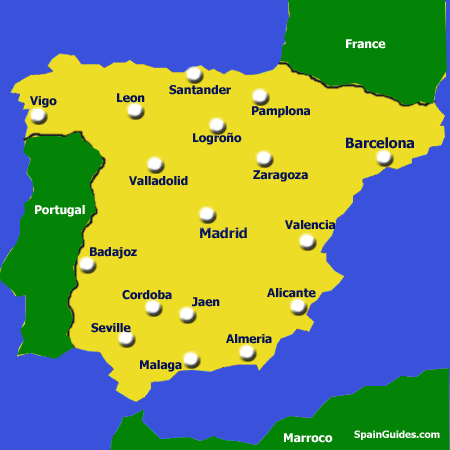 France
Santander
Leon
Vigo
Pamplona
Logroño
Barcelona
Valladolid
Zaragoza
Portugal
Madrid
Valencia
Badajoz
Cordoba
Jaen
Alicante
Seville
Almeria
Malaga
Marroco
SpainGuides.com